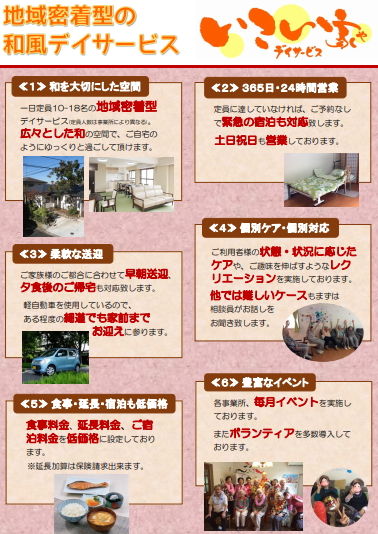 地域密着型の
和風デイサービス
いこい家
デイサービス
≪1≫ 和を大切にした空間
一日定員10-18名の地域密着型
デイサービス(定員人数は事業所により異なる)。
広々とした和の空間で、ご自宅の
ようにゆっくりと過ごして頂けます。
≪2≫ 365日・24時間営業
定員に達していなければ、ご予約なし
で緊急の宿泊も対応致します。
土日祝日も営業しております。
≪3≫ 柔軟な送迎
ご家族様のご都合に合わせて早朝送迎、
夕食後のご帰宅も対応致します。
軽自動車を使用しているので、
ある程度の細道でも家前まで
お迎えに参ります。
≪4≫ 個別ケア・個別対応
ご利用者様の状態・状況に応じた
ケアや、ご趣味を伸ばすようなレク
リエーションを実施しております。
他では難しいケースもまずは
相談員がお話しを
お聞き致します。
≪5≫ 食事・延長・宿泊も低価格
食事料金、延長料金、ご宿
泊料金を低価格に設定しており
ます。
※延長加算は保険請求出来ます。
≪6≫ 豊富なイベント
各事業所、毎月イベントを実施し
ております。
またボランティアを多数導入して
おります。